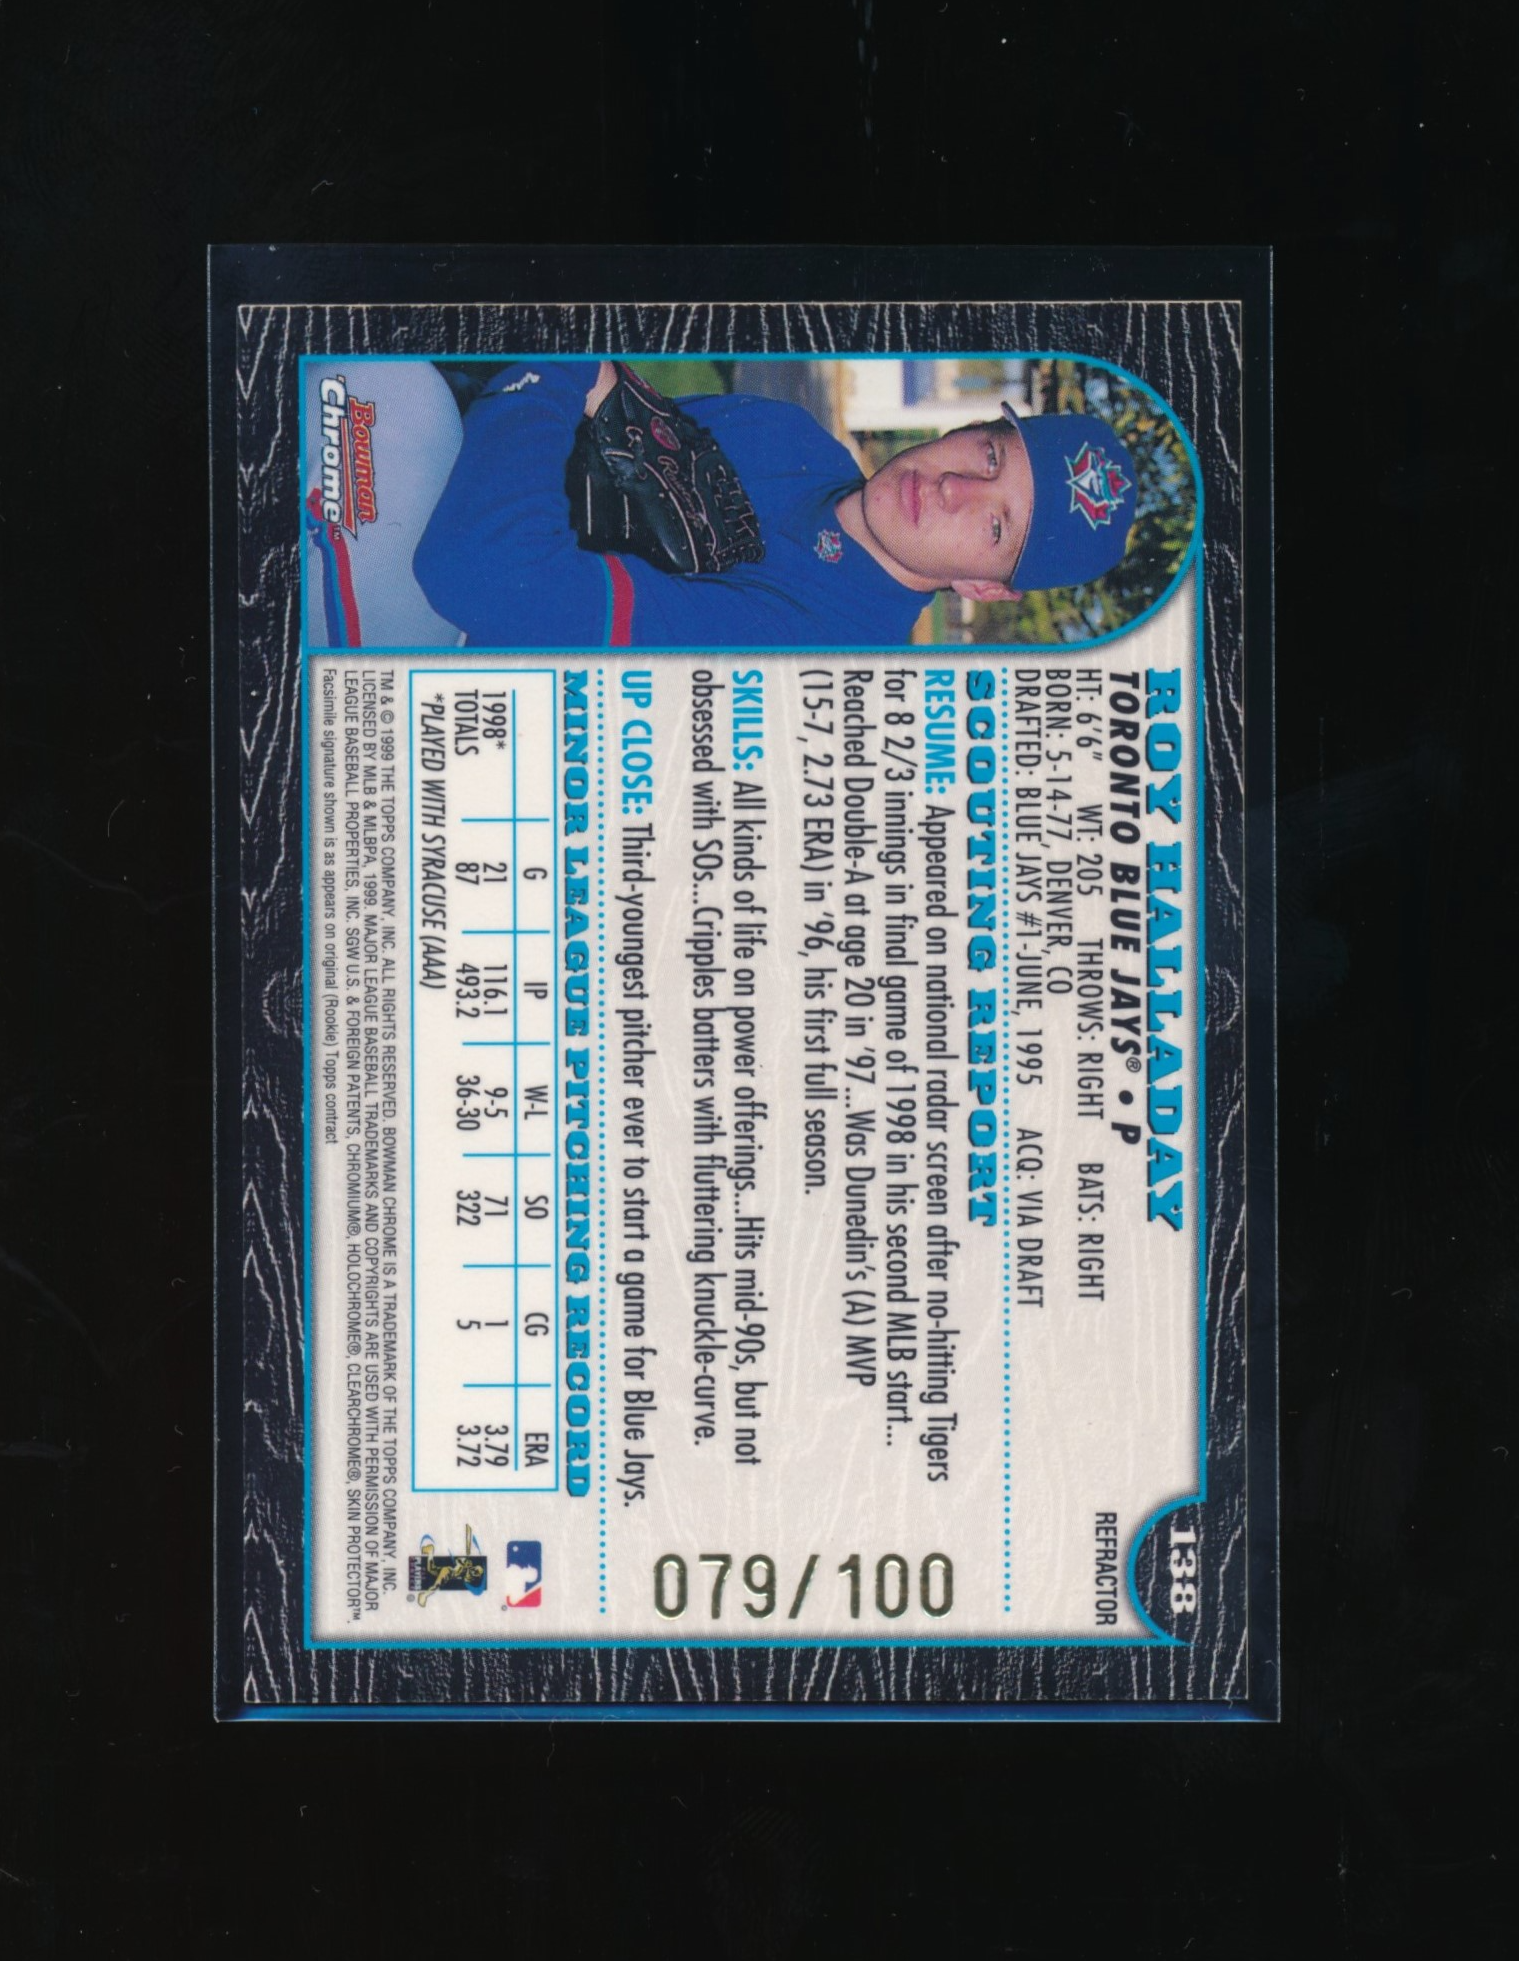 138
REFRACTOR
ROY HALLADAY
TORONTO BLUE JAYS® • P
HT: 6'6" WT: 205 THROWS: RIGHT BATS: RIGHT
BORN: 5-14-77, DENVER, CO
DRAFTED: BLUE JAYS #1-JUNE, 1995 ACQ: VIA DRAFT
SCOUTING REPORT
RESUME: Appeared on national radar screen after no-hitting Tigers
for 8 2/3 innings in final game of 1998 in his second MLB start...
Reached Double-A at age 20 in '97...Was Dunedin's (A) MVP
(15-7, 2.73 ERA) in '96, his first full season.
SKILLS: All kinds of life on power offerings...Hits mid-90s, but not
obsessed with SOs...Cripples batters with fluttering knuckle-curve.
UP CLOSE: Third-youngest pitcher ever to start a game for Blue Jays.
079/100
MINOR LEAGUE PITCHING RECORD
G IP W-L SO CG ERA
1998* 21 116.1 9-5 71 1 3.79
TOTALS 87 493.2 36-30 322 5 3.72
*PLAYED WITH SYRACUSE (AAA)
TM & © 1999 THE TOPPS COMPANY, INC. ALL RIGHTS RESERVED. BOWMAN CHROME IS A TRADEMARK OF THE TOPPS COMPANY, INC.
LICENSED BY MLB & MLBPA, 1999. MAJOR LEAGUE BASEBALL TRADEMARKS AND COPYRIGHTS ARE USED WITH PERMISSION OF MAJOR
LEAGUE BASEBALL PROPERTIES, INC. SGW U.S. & FOREIGN PATENTS, CHROMIUM®, HOLOCHROME®, CLEARCHROME®, SKIN PROTECTOR™.
Facsimile signature shown is as appears on original (Rookie) Topps contract
Bowman
Chrome™